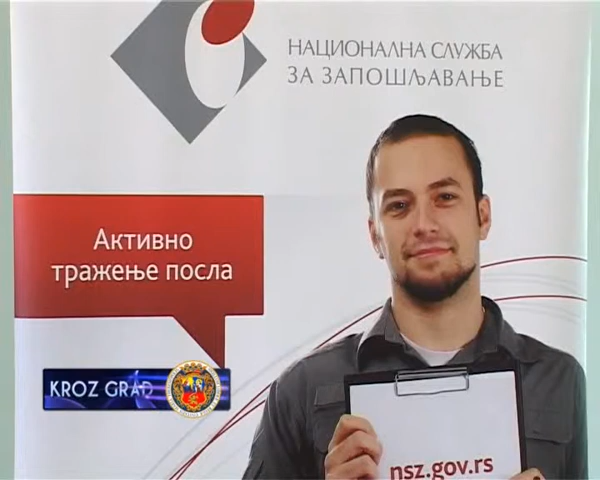 НАЦИОНАЛНА СЛУЖБА
ЗА ЗАПОШЉАВАЊЕ
Активно
тражење посла
KROZ GRAD
nsz.gov.rs